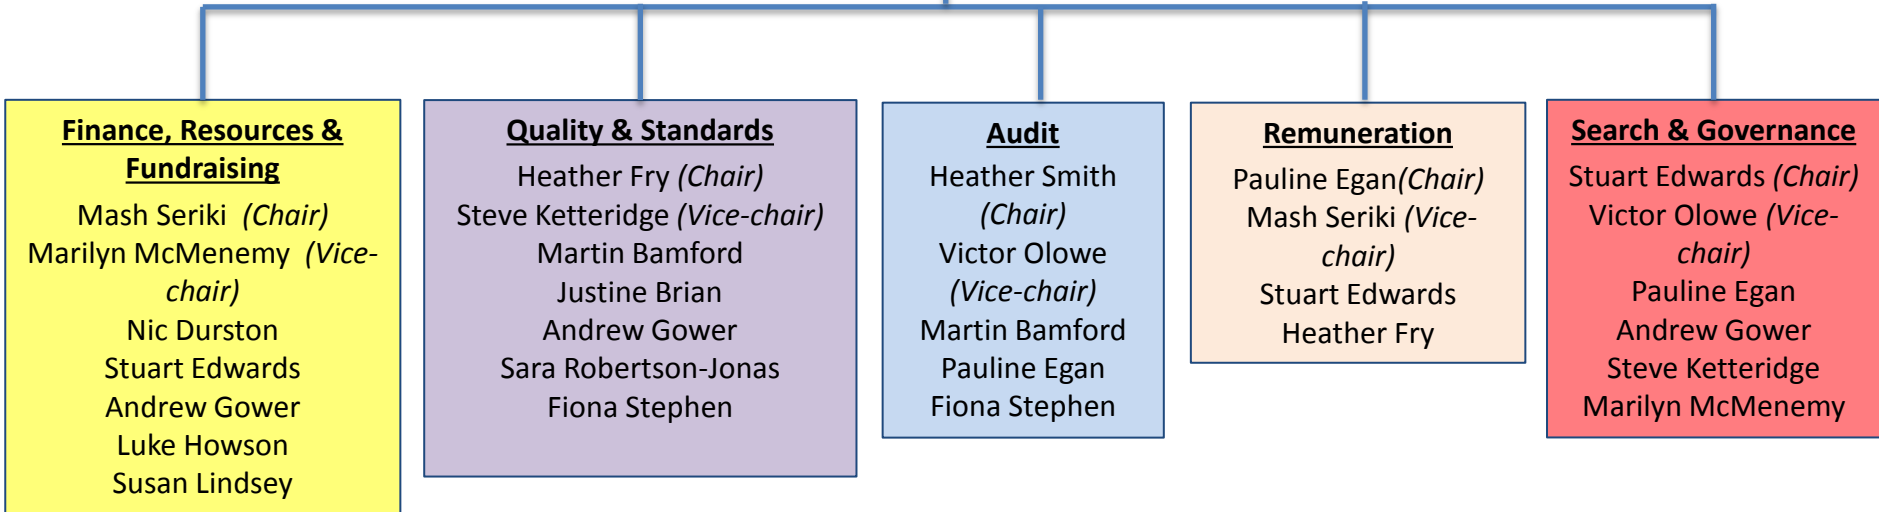 Finance, Resources &
Fundraising
Mash Seriki (Chair)
Marilyn McMenemy (Vice-
chair)
Nic Durston
Stuart Edwards
Andrew Gower
Luke Howson
Susan Lindsey
Quality & Standards
Heather Fry (Chair)
Steve Ketteridge (Vice-chair)
Martin Bamford
Justine Brian
Andrew Gower
Sara Robertson-Jonas
Fiona Stephen
Audit
Heather Smith
(Chair)
Victor Olowe
(Vice-chair)
Martin Bamford
Pauline Egan
Fiona Stephen
Remuneration
Pauline Egan(Chair)
Mash Seriki (Vice-
chair)
Stuart Edwards
Heather Fry
Search & Governance
Stuart Edwards (Chair)
Victor Olowe (Vice-
chair)
Pauline Egan
Andrew Gower
Steve Ketteridge
Marilyn McMenemy